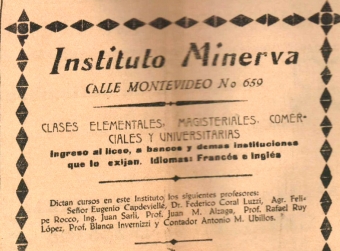 Instituto Minerva
CALLE MONTEVIDEO No 659
CLASES ELEMENTALES, MAGISTERIALES, COMER-
CIALES Y UNIVERSITARIAS
Ingreso al liceo, a bancos y demas instituciones
que lo exijan. Idiomas: Francés e Inglés
Dictan cursos en este Instituto los siguientes profesores:
Señor Eugenio Capdevielle, Dr. Federico Coral Luzzi, Agr. Feli-
pe Rocco, Ing. Juan Sarli, Prof. Juan M. Alzaga, Prof. Rafael Ruy
López, Prof. Blanca Invernizzi y Contador Antonio M. Ubillos.